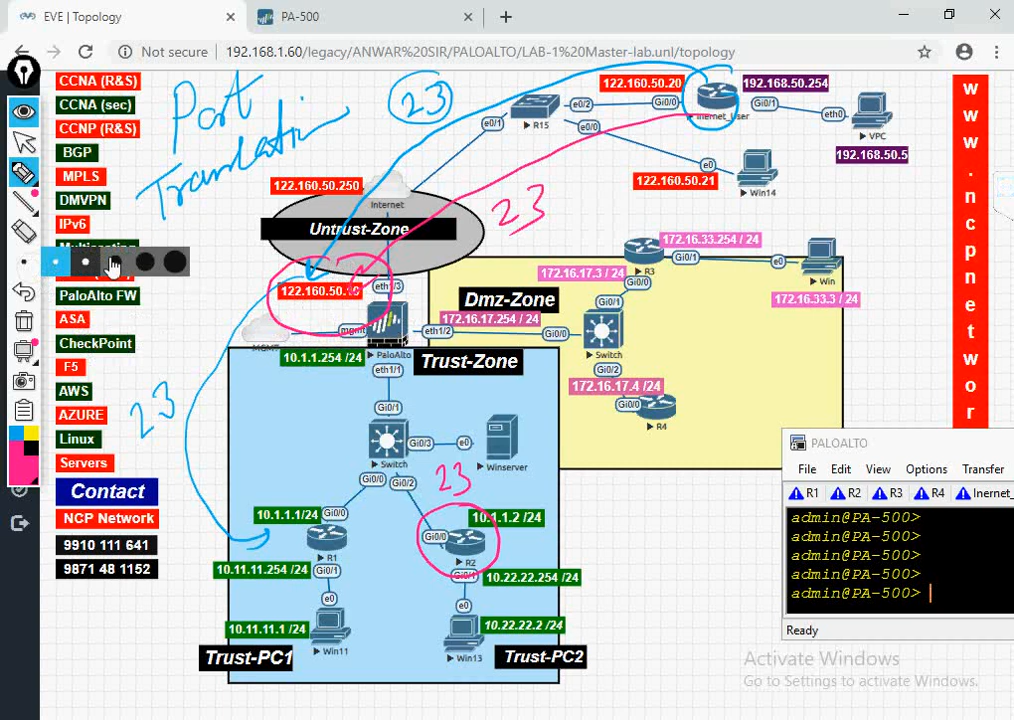 EVE | Topology
PA-500
Not secure
192.168.1.60/legacy/ANWAR%20SIR/PALOALTO/LAB-1%20Master-lab.unl/topology
CCNA (R&S)
CCNA (sec)
CCNP (R&S)
BGP
MPLS
DMVPN
IPv6
PaloAlto FW
ASA
CheckPoint
F5
AWS
AZURE
Linux
Servers
Contact
NCP Network
9910 111 641
9871 48 1152
Port
Translation
23
122.160.50.20
192.168.50.254
Gi0/0
Internet_User
Gi0/1
eth0
VPC
192.168.50.5
e0/2
e0/1
R15
e0/0
e0
122.160.50.21
Win14
122.160.50.250
Internet
Untrust-Zone
23
122.160.50.
eth1/3
mgmt
MGMT
10.1.1.254 /24
PaloAlto
eth1/1
eth1/2
172.16.17.254 / 24
Gi0/0
Dmz-Zone
172.16.33.254 / 24
R3
Gi0/1
e0
Win
172.16.33.3 / 24
172.16.17.3 / 24
Gi0/0
Gi0/1
Switch
Gi0/2
172.16.17.4 / 24
Gi0/0
R4
Trust-Zone
Gi0/1
Switch
Gi0/3
e0
Winserver
Gi0/0
Gi0/2
23
23
10.1.1.1/24
Gi0/0
R1
10.11.11.254 /24
Gi0/1
e0
10.11.11.1 /24
Win11
Trust-PC1
10.1.1.2 /24
Gi0/0
R2
Gi0/1
10.22.22.254 /24
e0
10.22.22.2 /24
Win13
Trust-PC2
w
w
w
.
n
c
p
n
e
t
w
o
r
PALOALTO
File Edit View Options Transfer
R1 R2 R3 R4 Inernet_
admin@PA-500>
admin@PA-500>
admin@PA-500>
admin@PA-500>
admin@PA-500>
Ready
Activate Windows
Go to Settings to activate Windows.